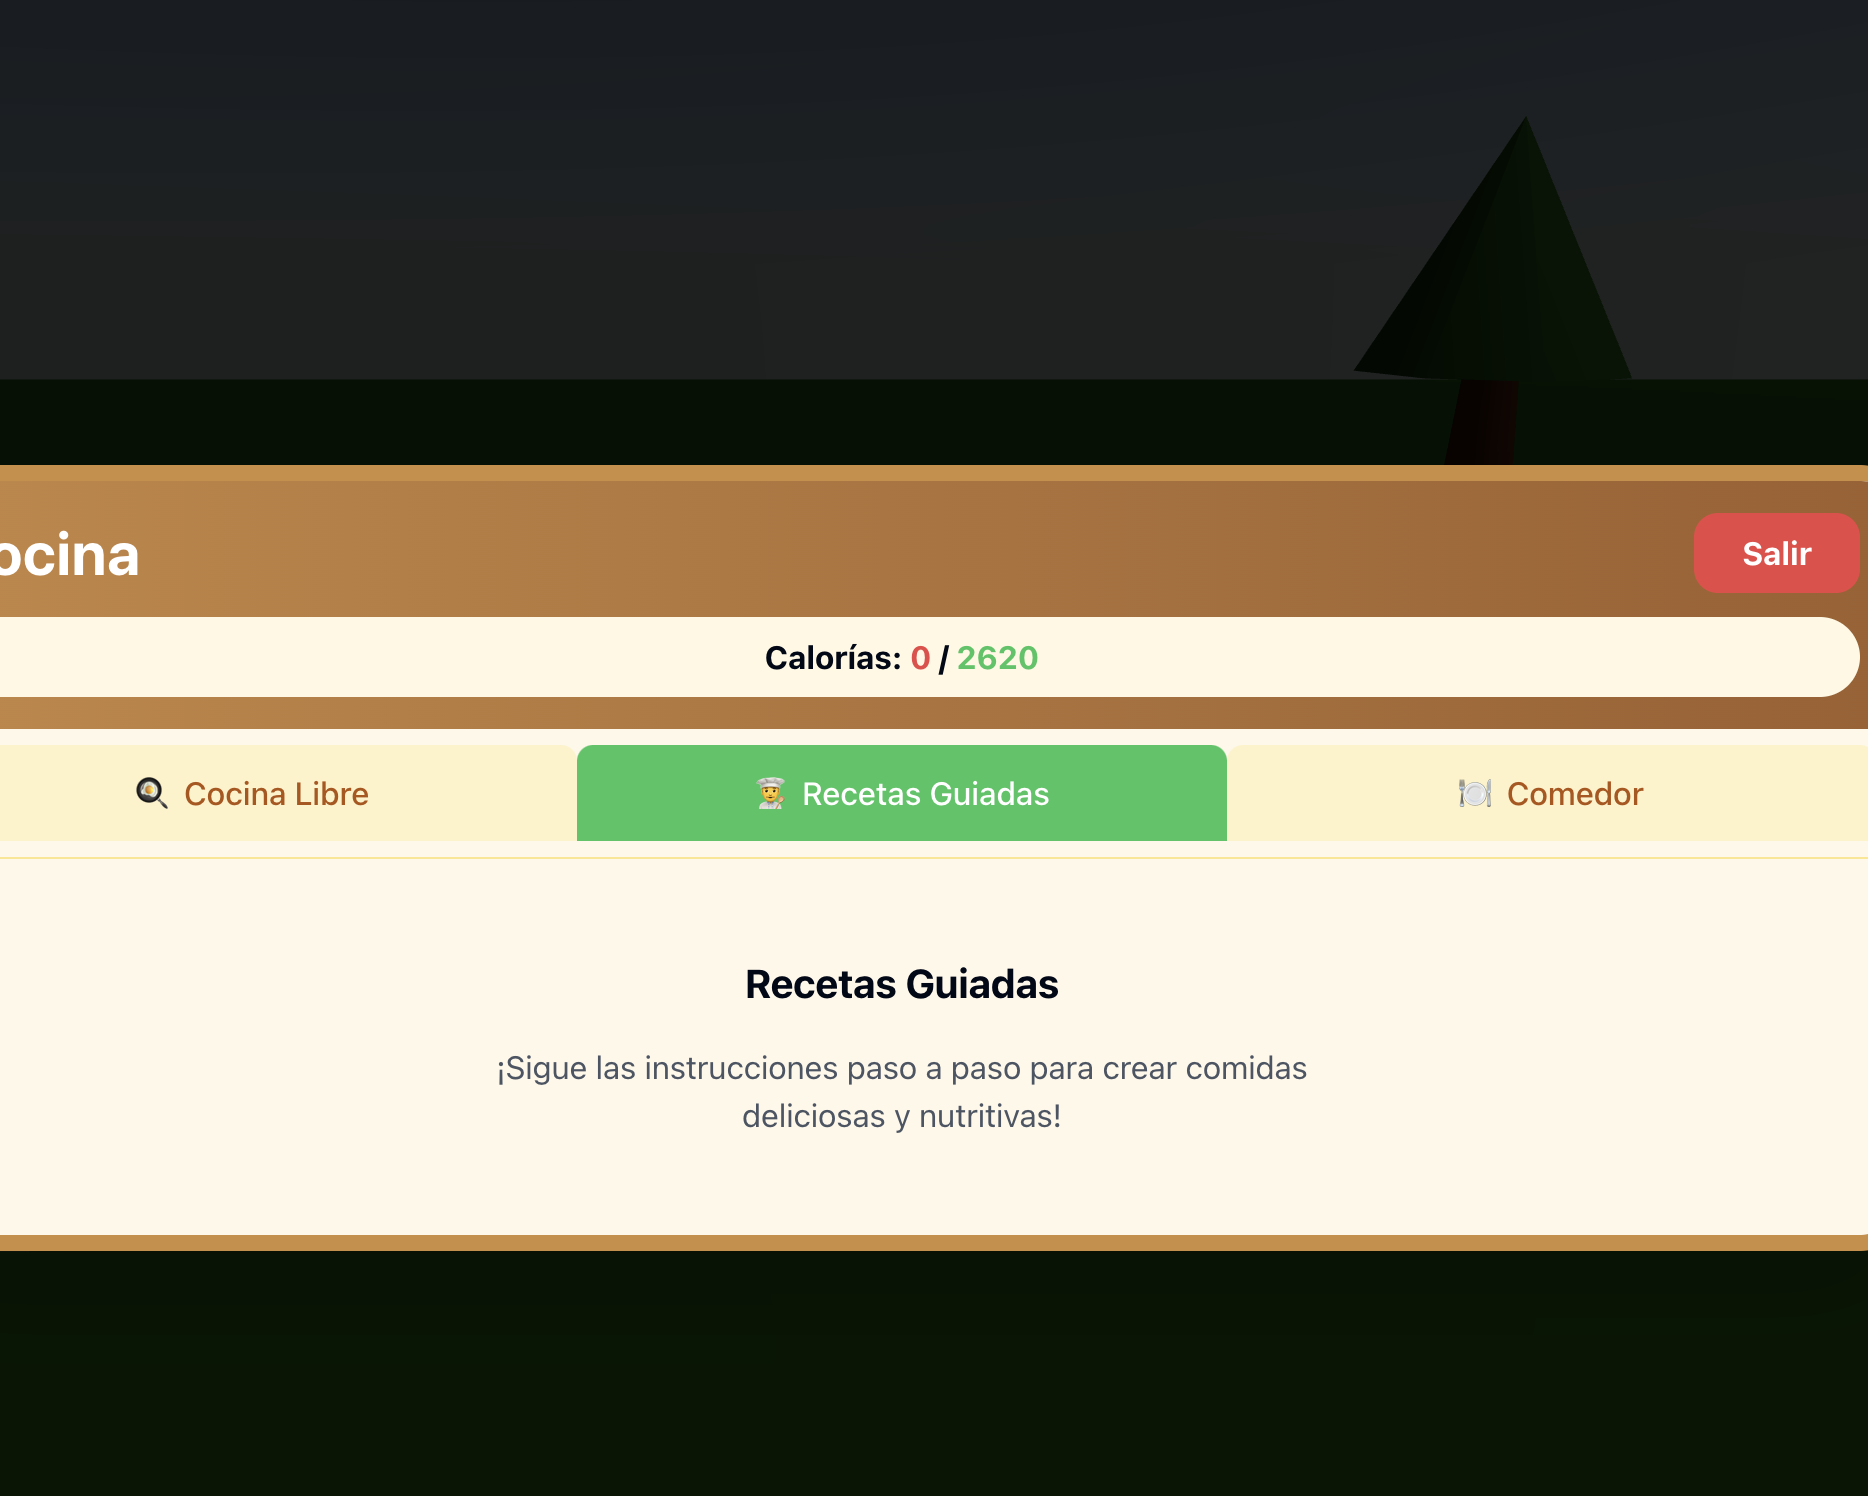 ocina
Salir
Calorías: 0 / 2620
Cocina Libre
Recetas Guiadas
Comedor
Recetas Guiadas
¡Sigue las instrucciones paso a paso para crear comidas
deliciosas y nutritivas!